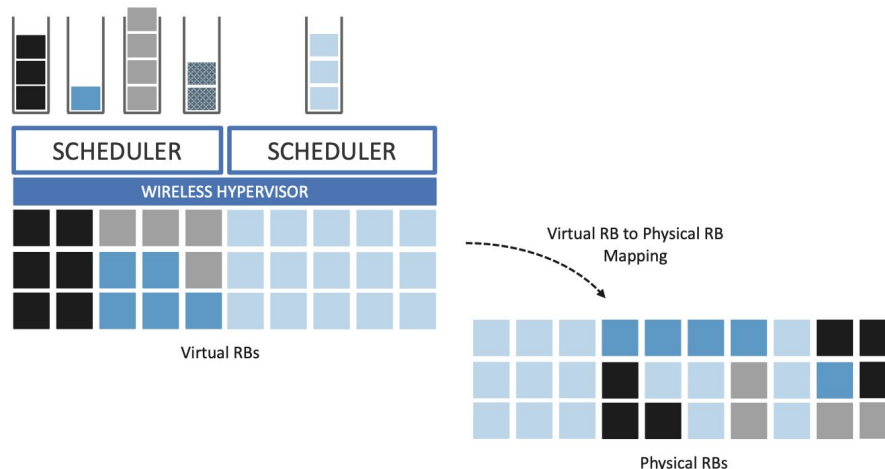 SCHEDULER
SCHEDULER
WIRELESS HYPERVISOR
Virtual RB to Physical RB
Mapping
Virtual RBs
Physical RBs